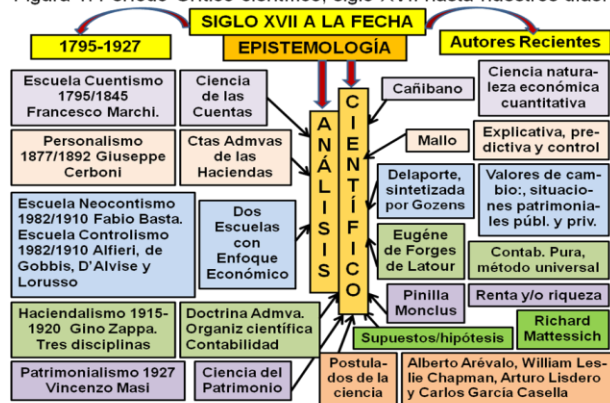 Figura 1. Período Crítico científico, siglo XVII hasta nuestros días.
SIGLO XVII A LA FECHA
1795-1927
EPISTEMOLOGÍA
Autores Recientes
Escuela Cuentismo
1795/1845
Francesco Marchi.
Ciencia
de las
Cuentas
Personalismo
1877/1892 Giuseppe
Cerboni
Ctas Admvas
de las
Haciendas
Escuela Neocontismo
1982/1910 Fabio Basta.
Escuela Controlismo
1982/1910 Alfieri, de
Gobbis, D'Alvise y
Lorusso
Dos
Escuelas
con
Enfoque
Económico
Haciendalismo 1915-
1920 Gino Zappa.
Tres disciplinas
Doctrina Admva.
Organiz científica
Contabilidad
Patrimonialismo 1927
Vincenzo Masi
Ciencia del
Patrimonio
ANÁLISIS
CIENTÍFICO
Cañibano
Ciencia natura-
leza económica
cuantitativa
Mallo
Explicativa, pre-
dictiva y control
Delaporte,
sintetizada
por Gozens
Valores de cam-
bio:, situaciones
patrimonia-
les públ. y priv.
Eugéne
de Forges
de Latour
Contab. Pura,
método universal
Pinilla
Monclus
Renta y/o riqueza
Supuestos/hipótesis
Richard
Mattessich
Postula-
dos de la
ciencia
Alberto Arévalo, William Les-
lie Chapman, Arturo Lisdero
y Carlos García Casella